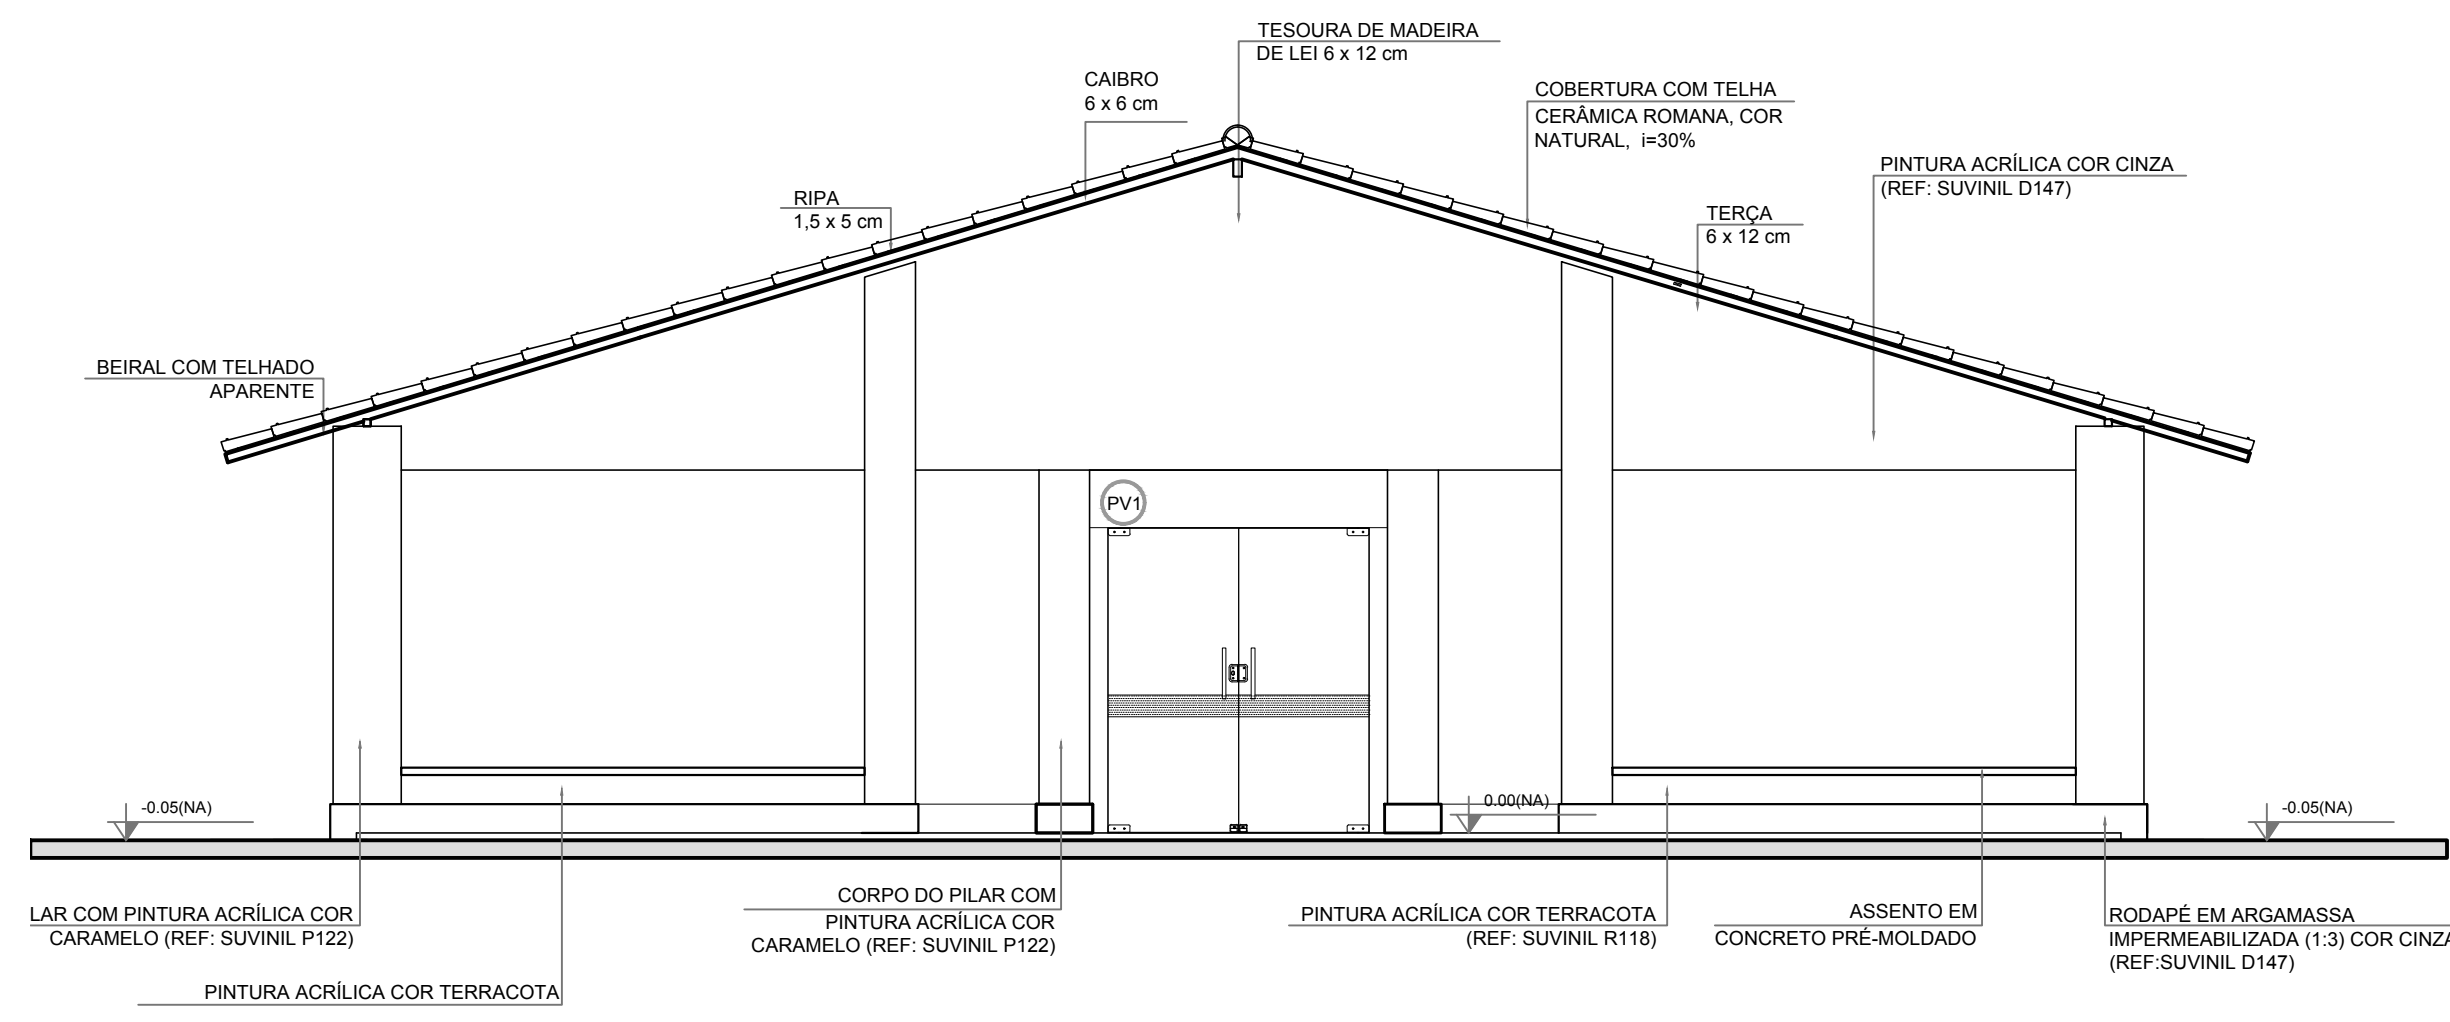 TESOURA DE MADEIRA
DE LEI 6 x 12 cm
CAIBRO
6 x 6 cm
COBERTURA COM TELHA
CERÂMICA ROMANA, COR
NATURAL, i=30%
PINTURA ACRÍLICA COR CINZA
(REF: SUVINIL D147)
RIPA
1,5 x 5 cm
TERÇA
6 x 12 cm
BEIRAL COM TELHADO
APARENTE
PV1
-0.05(NA)
0.00(NA)
-0.05(NA)
LAR COM PINTURA ACRÍLICA COR
CARAMELO (REF: SUVINIL P122)
CORPO DO PILAR COM
PINTURA ACRÍLICA COR
CARAMELO (REF: SUVINIL P122)
PINTURA ACRÍLICA COR TERRACOTA
(REF: SUVINIL R118)
ASSENTO EM
CONCRETO PRÉ-MOLDADO
RODAPÉ EM ARGAMASSA
IMPERMEABILIZADA (1:3) COR CINZA
(REF:SUVINIL D147)
PINTURA ACRÍLICA COR TERRACOTA